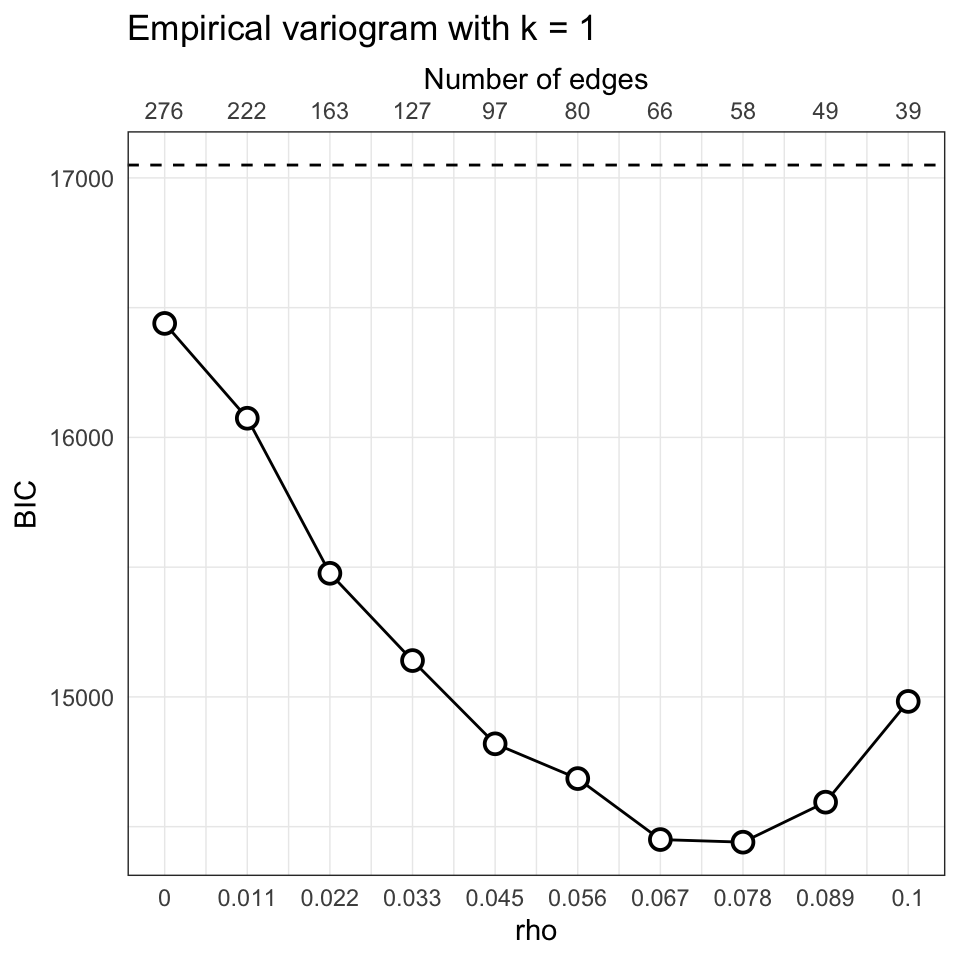 Empirical variogram with k = 1
Number of edges
276 222 163 127 97 80 66 58 49 39
17000
16000
15000
BIC
0 0.011 0.022 0.033 0.045 0.056 0.067 0.078 0.089 0.1
rho